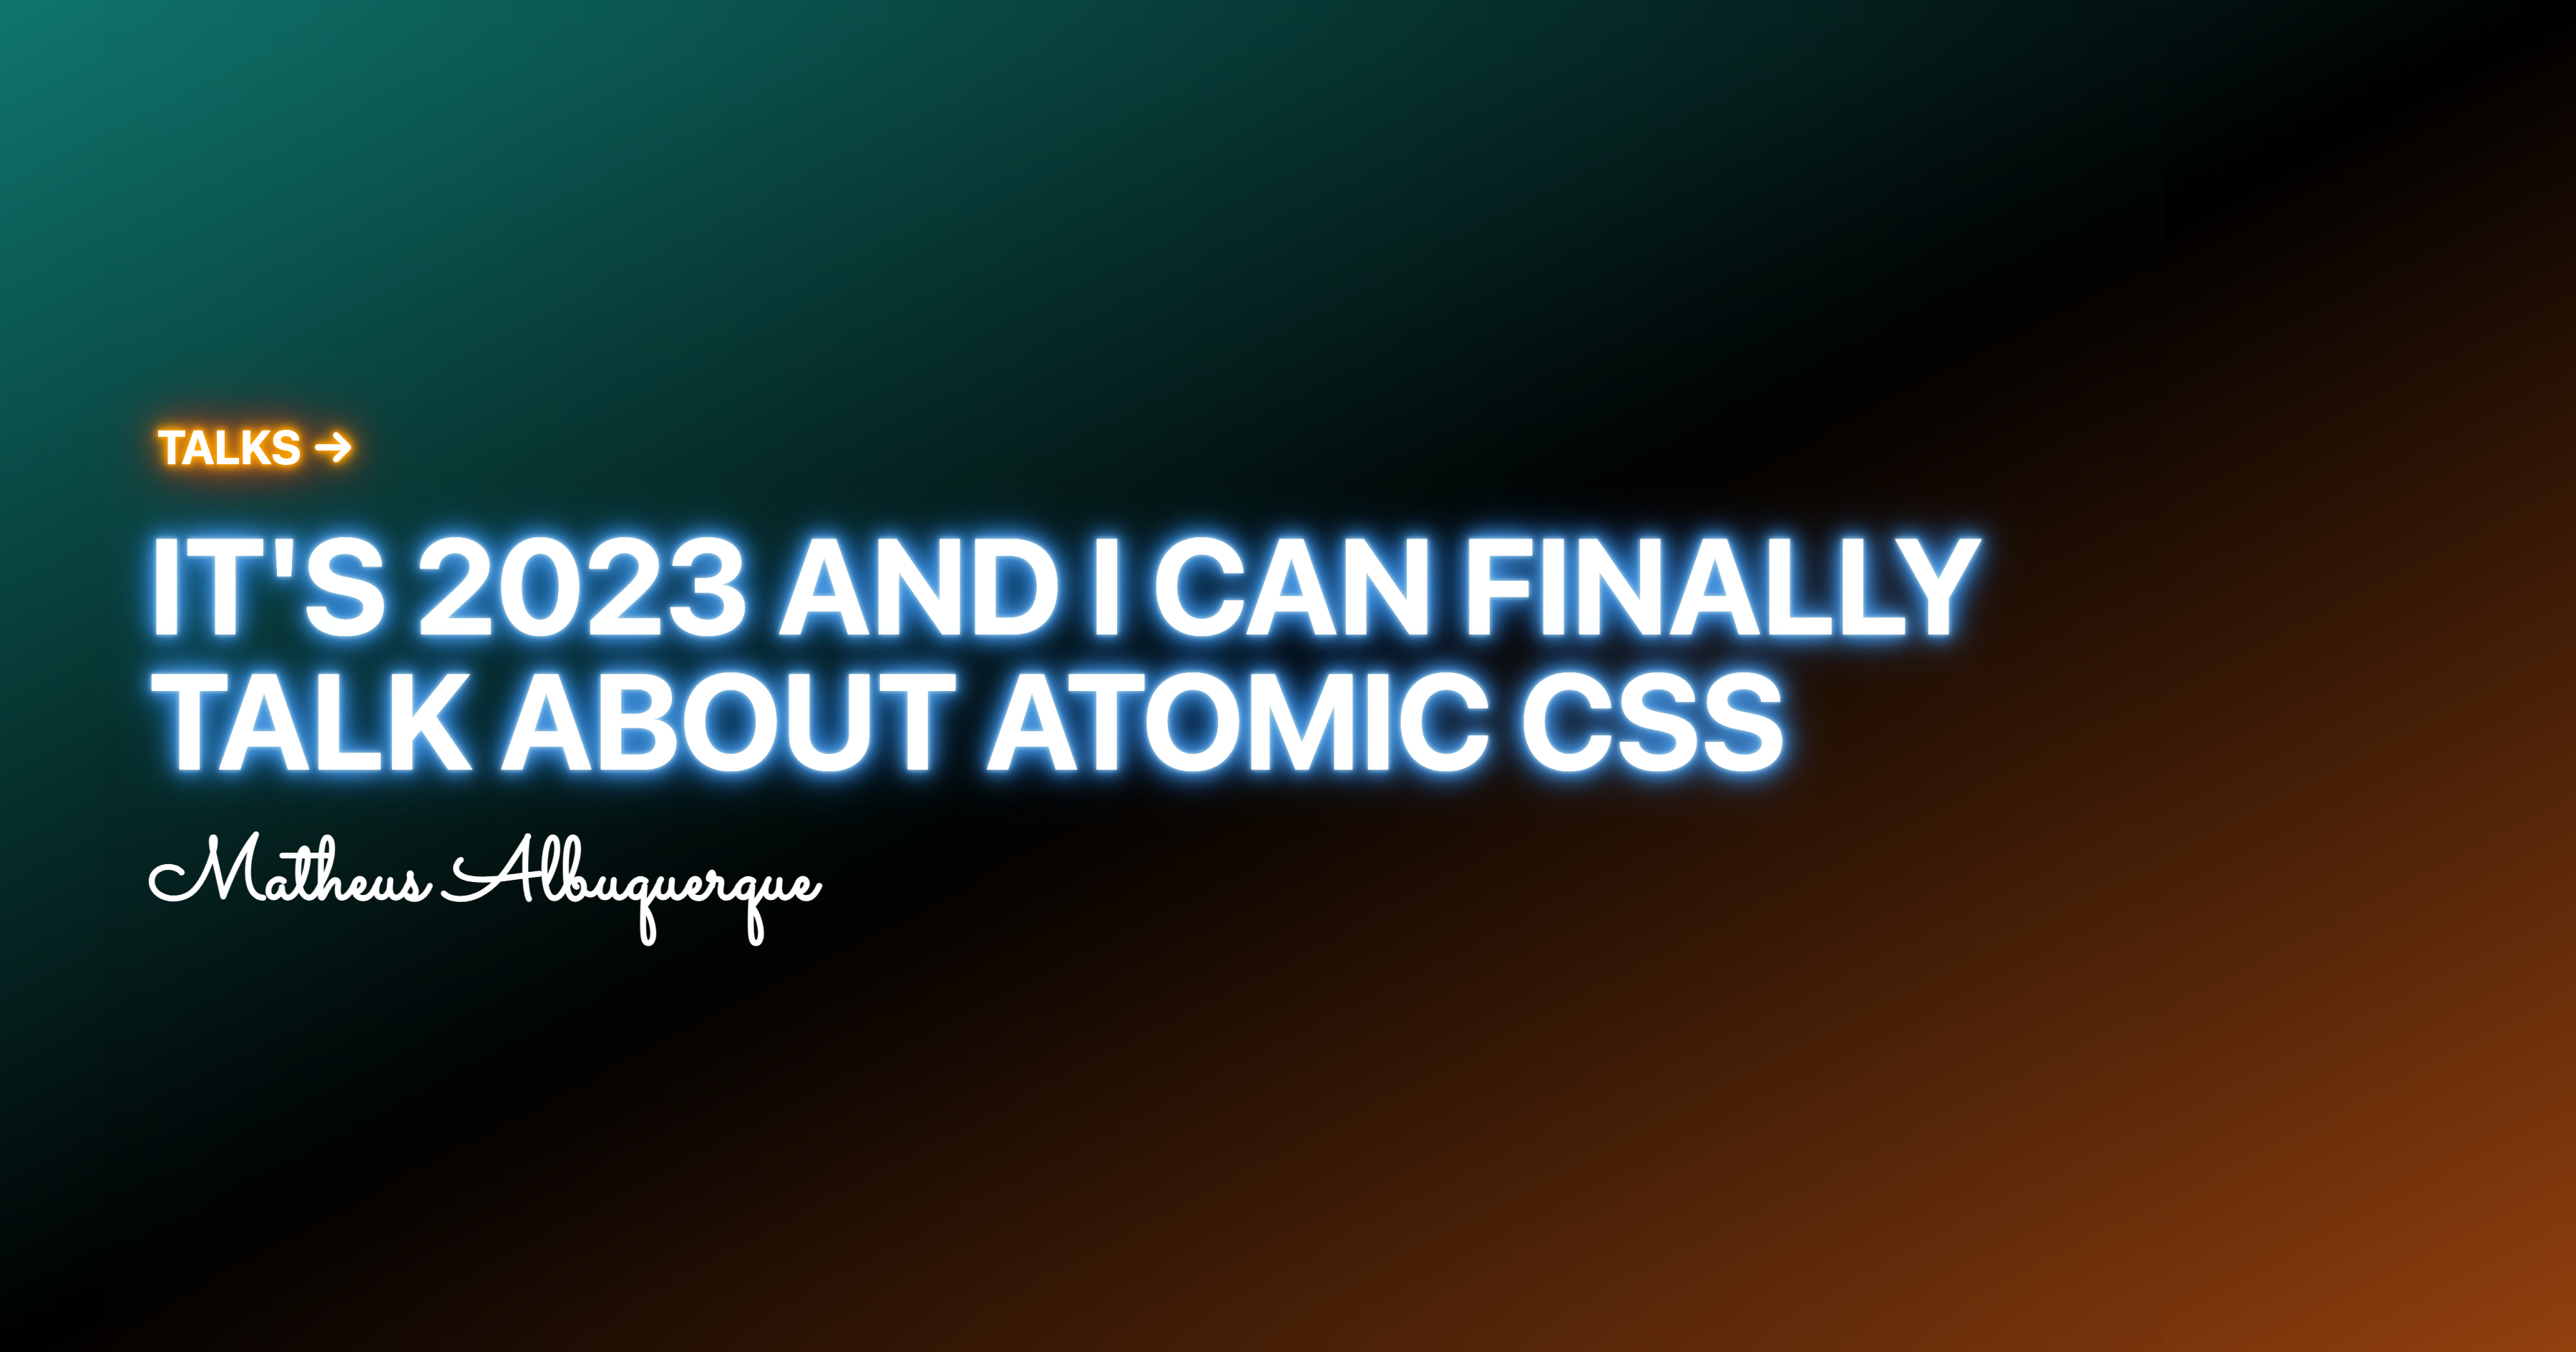 TALKS →
IT'S 2023 AND I CAN FINALLY
TALK ABOUT ATOMIC CSS
Matheus Albuquerque